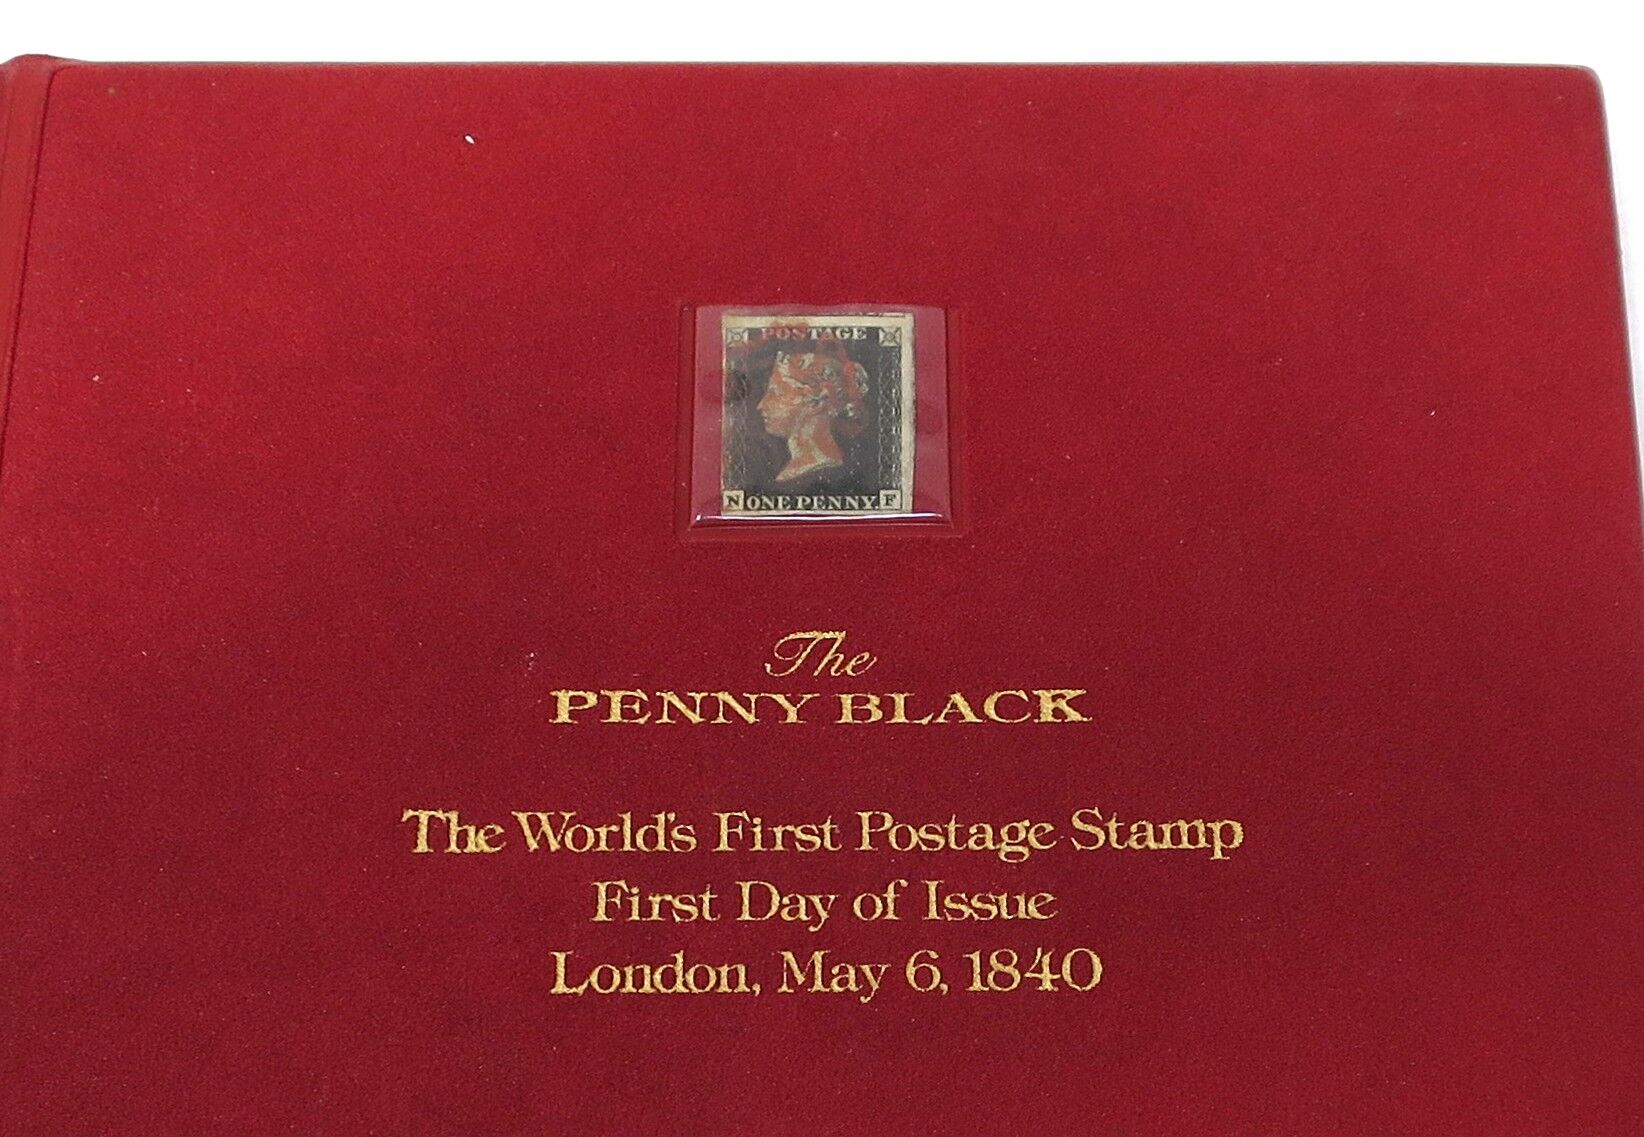 POSTAGE
N ONE PENNY. F
The
PENNY BLACK
The World's First Postage Stamp
First Day of Issue
London, May 6, 1840